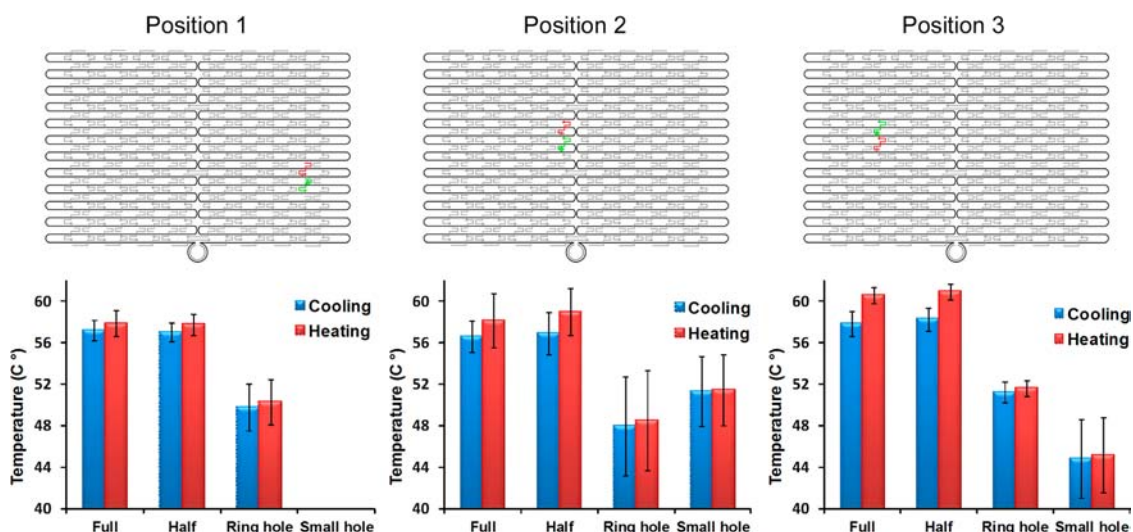 Position 1
Position 2
Position 3
60
56
52
48
44
40
Temperature (C °)
Cooling
Heating
Full Half Ring hole Small hole
60
56
52
48
44
40
Temperature (C °)
Cooling
Heating
Full Half Ring hole Small hole
60
56
52
48
44
40
Temperature (C °)
Cooling
Heating
Full Half Ring hole Small hole